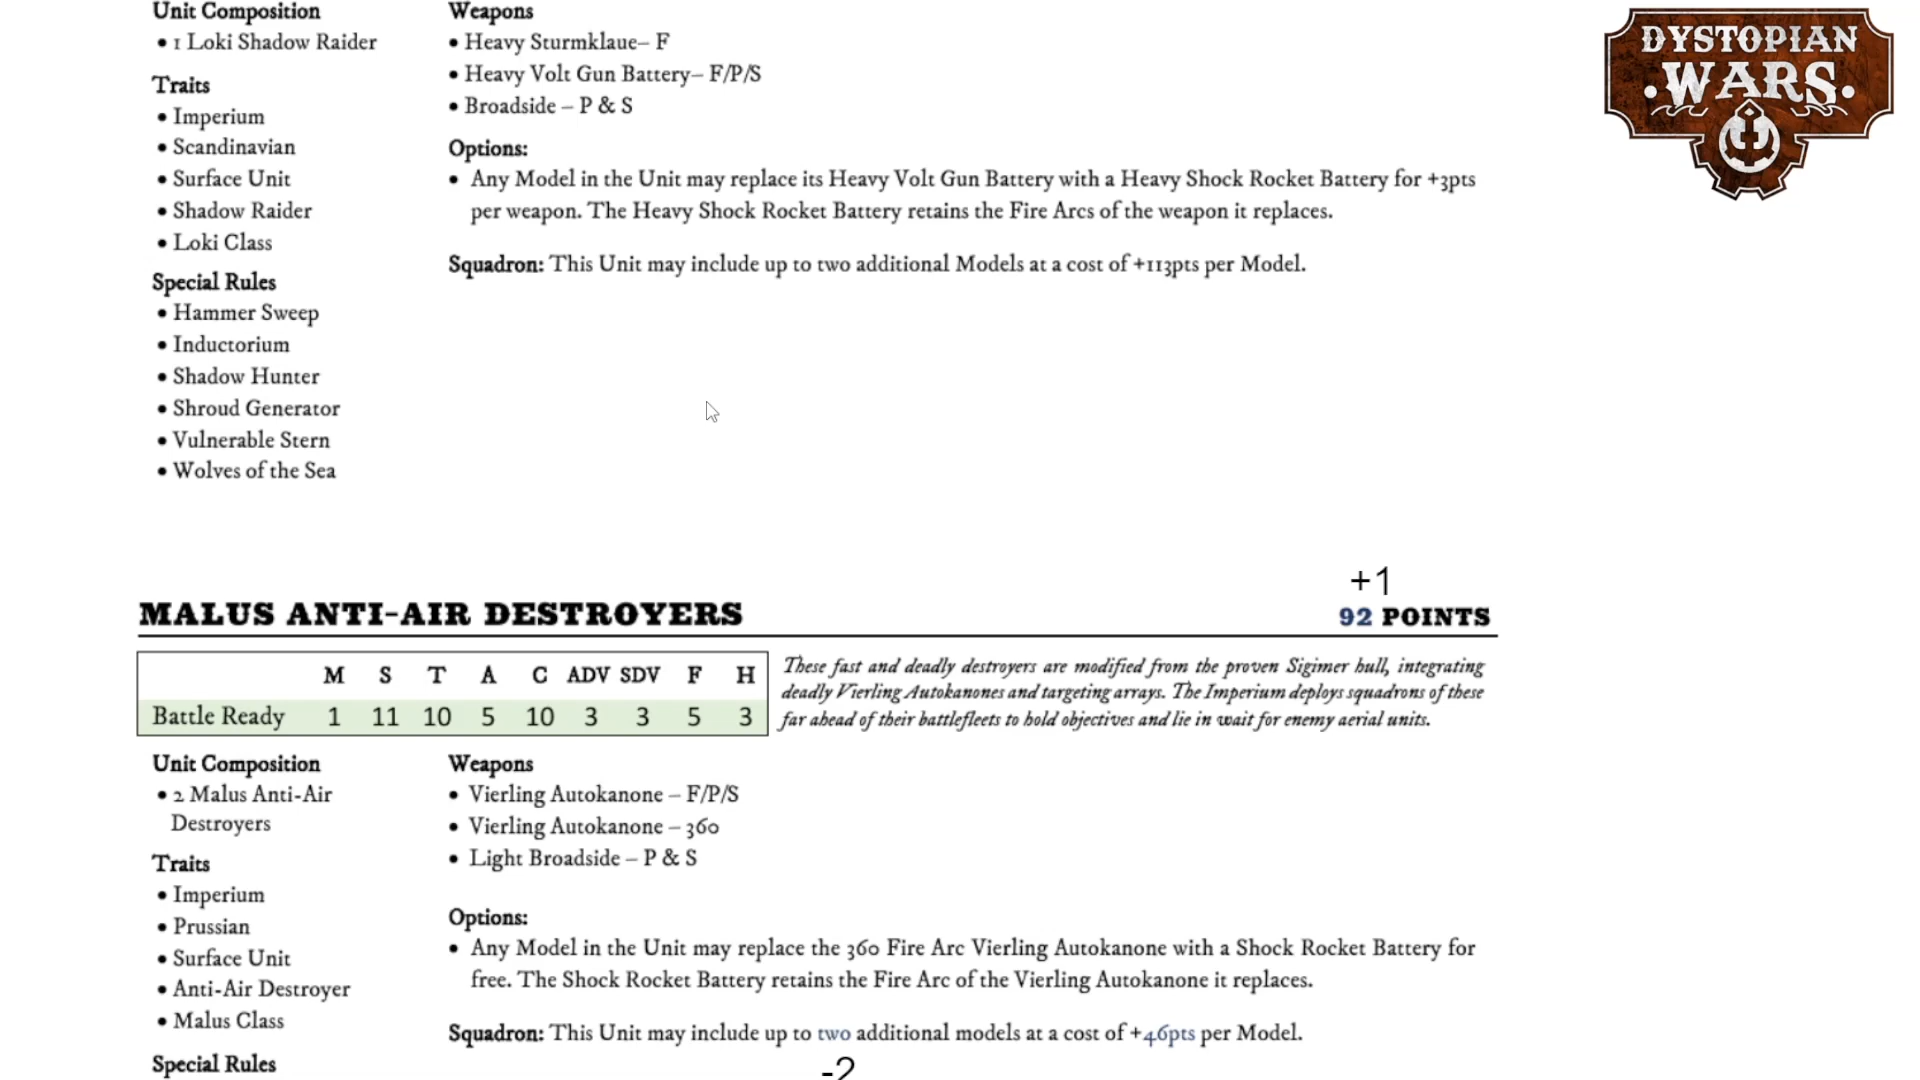 DYSTOPIAN
WARS
Unit Composition
• 1 Loki Shadow Raider
Traits
• Imperium
• Scandinavian
• Surface Unit
• Shadow Raider
• Loki Class
Special Rules
• Hammer Sweep
• Inductorium
• Shadow Hunter
• Shroud Generator
• Vulnerable Stern
• Wolves of the Sea
Weapons
• Heavy Sturmklaue– F
• Heavy Volt Gun Battery– F/P/S
• Broadside – P & S
Options:
• Any Model in the Unit may replace its Heavy Volt Gun Battery with a Heavy Shock Rocket Battery for +3pts
per weapon. The Heavy Shock Rocket Battery retains the Fire Arcs of the weapon it replaces.
Squadron: This Unit may include up to two additional Models at a cost of +113pts per Model.
+1
MALUS ANTI-AIR DESTROYERS 92 POINTS
M S T A C ADV SDV F H
Battle Ready 1 11 10 5 10 3 3 5 3
These fast and deadly destroyers are modified from the proven Sigimer hull, integrating
deadly Vierling Autokanones and targeting arrays. The Imperium deploys squadrons of these
far ahead of their battlefleets to hold objectives and lie in wait for enemy aerial units.
Unit Composition
• 2 Malus Anti-Air
Destroyers
Traits
• Imperium
• Prussian
• Surface Unit
• Anti-Air Destroyer
• Malus Class
Special Rules
Weapons
• Vierling Autokanone – F/P/S
• Vierling Autokanone – 360
• Light Broadside – P & S
Options:
• Any Model in the Unit may replace the 360 Fire Arc Vierling Autokanone with a Shock Rocket Battery for
free. The Shock Rocket Battery retains the Fire Arc of the Vierling Autokanone it replaces.
Squadron: This Unit may include up to two additional models at a cost of +46pts per Model.
-2